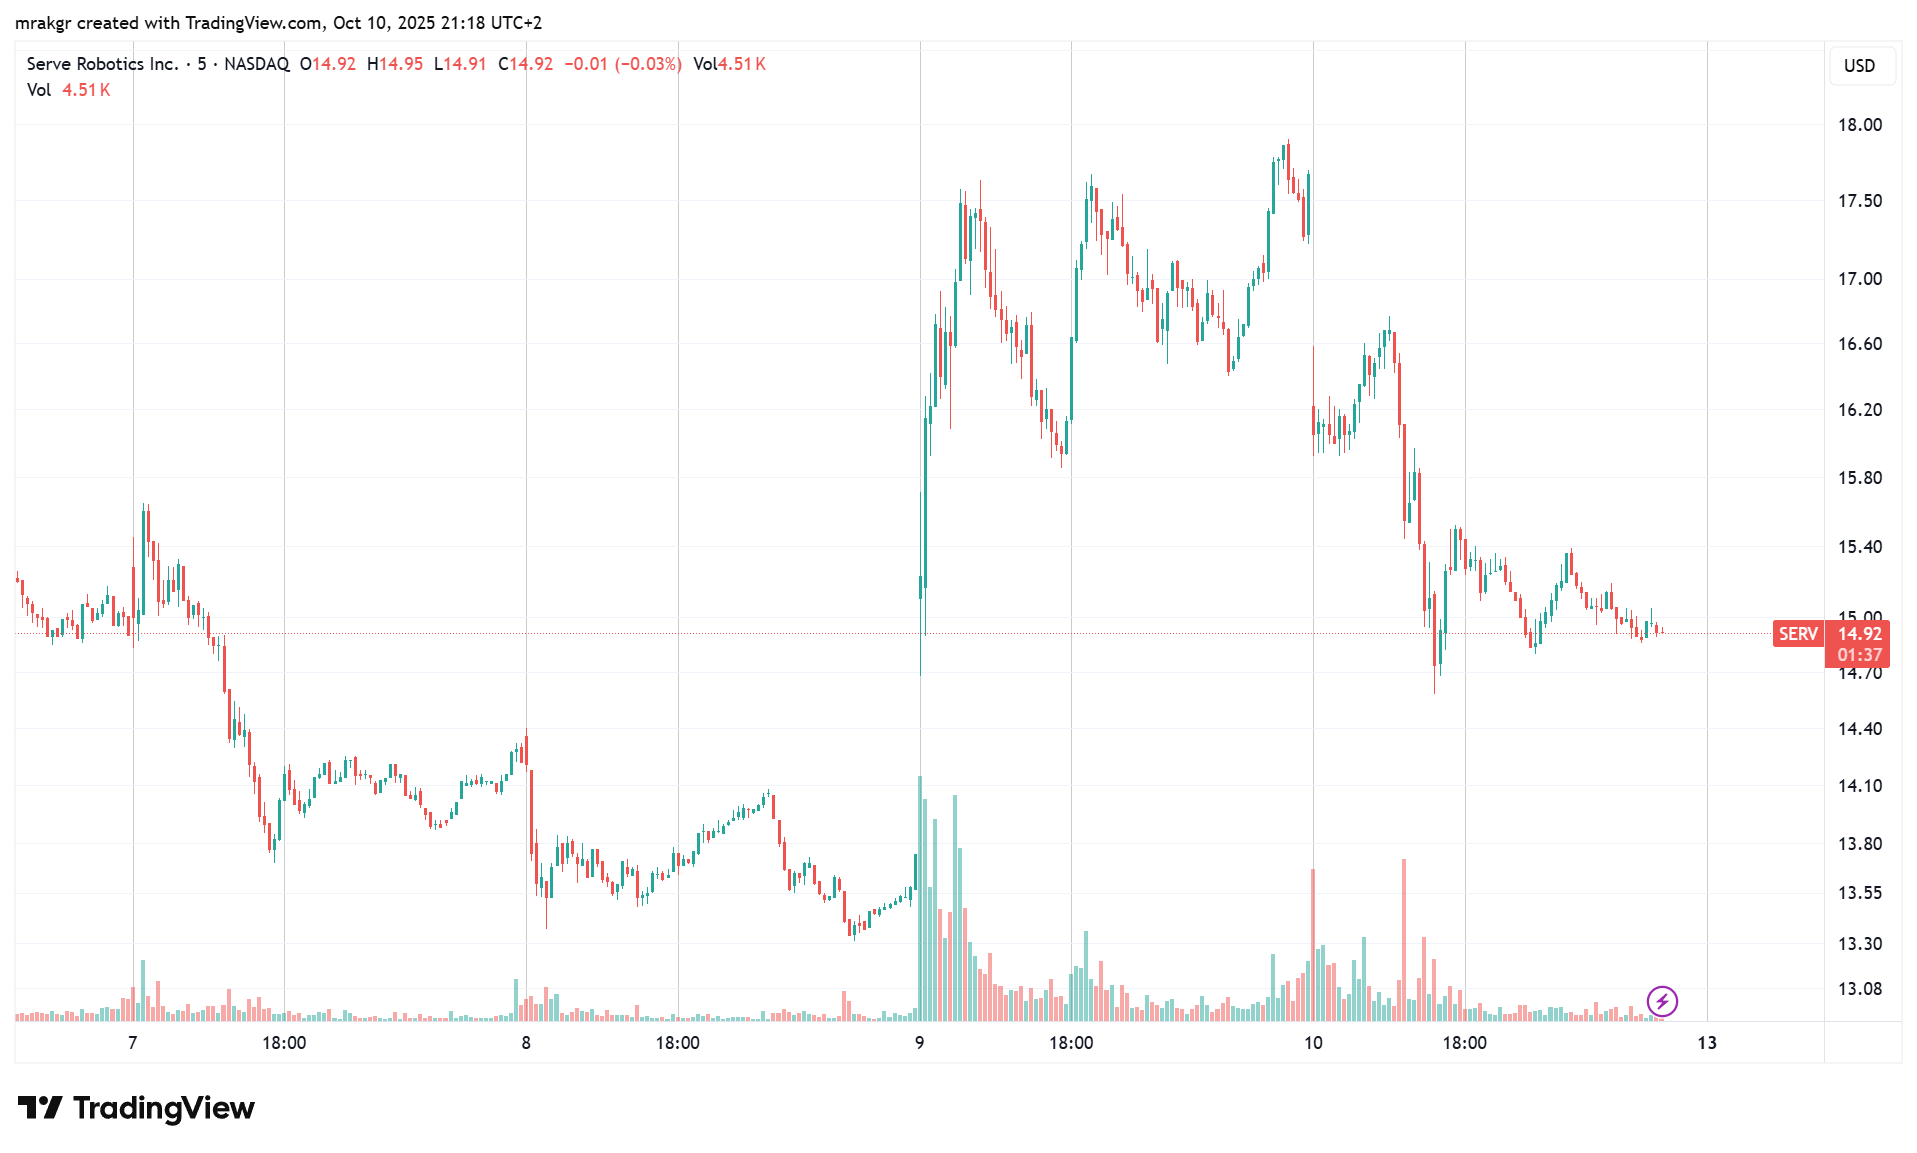 mrakgr created with TradingView.com, Oct 10, 2025 21:18 UTC+2
Serve Robotics Inc. · 5 · NASDAQ O14.92 H14.95 L14.91 C14.92 −0.01 (−0.03%) Vol4.51 K
Vol 4.51 K
USD
18.00
17.50
17.00
16.60
16.20
15.80
15.40
15.00
SERV 14.92
01:37
14.70
14.40
14.10
13.80
13.55
13.30
13.08
7 18:00 8 18:00 9 18:00 10 18:00 13
TradingView